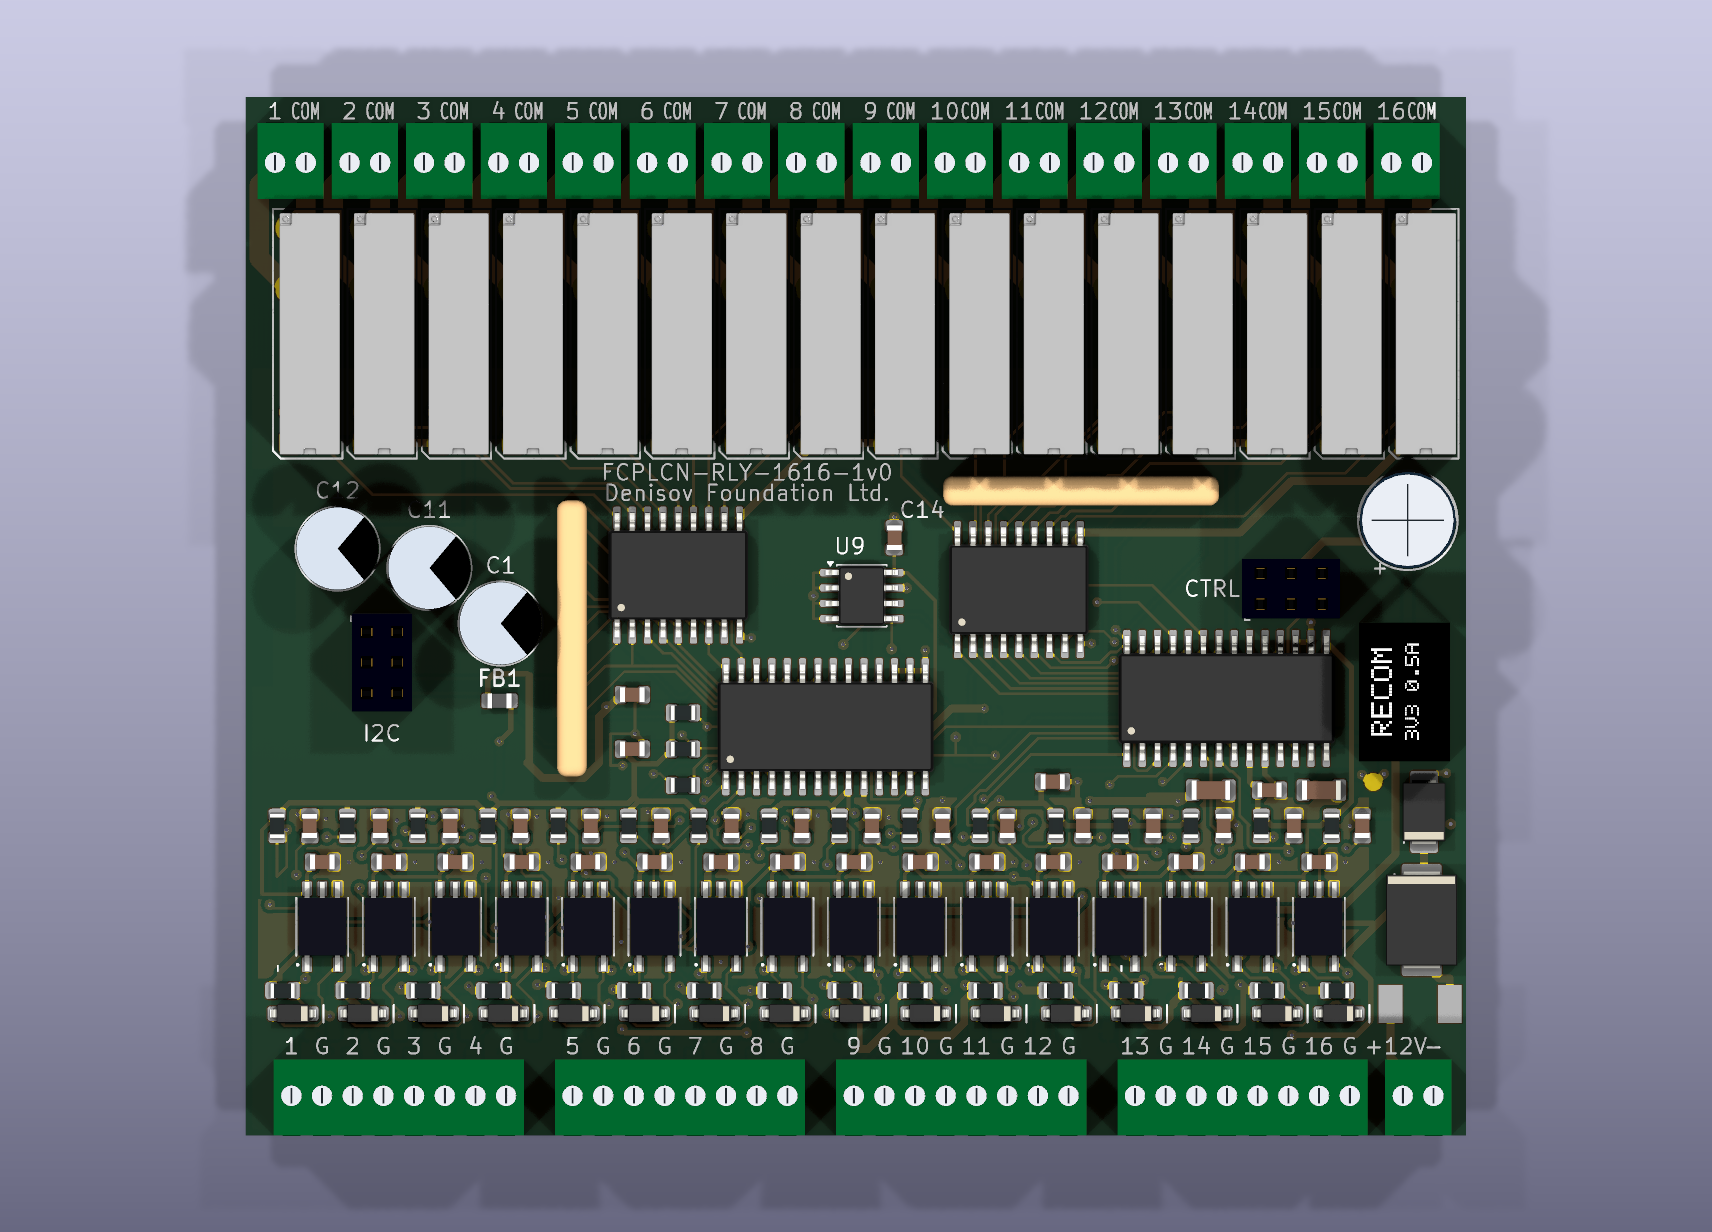 1 COM 2 COM 3 COM 4 COM 5 COM 6 COM 7 COM 8 COM 9 COM 10COM 11COM 12COM 13COM 14COM 15COM 16COM
FCPLCN-RLY-1616-1v0
Denisov Foundation Ltd.
C12
C11
C14
U9
C1
CTRL
+
FB1
I2C
RECOM
3V3 0.5A
1 G 2 G 3 G 4 G 5 G 6 G 7 G 8 G 9 G 10 G 11 G 12 G 13 G 14 G 15 G 16 G +12V-